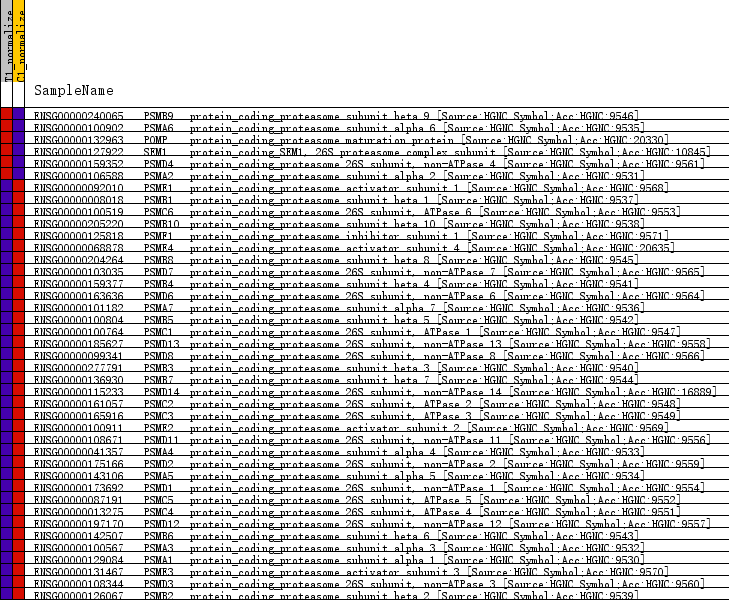 T1_normalize
C1_normalize
SampleName
ENSG00000240065 PSMB9 protein_coding_proteasome subunit beta 9 [Source:HGNC Symbol;Acc:HGNC:9546]
ENSG00000100902 PSMA6 protein_coding_proteasome subunit alpha 6 [Source:HGNC Symbol;Acc:HGNC:9535]
ENSG00000132963 POMP protein_coding_proteasome maturation protein [Source:HGNC Symbol;Acc:HGNC:20330]
ENSG00000127922 SEM1 protein_coding_SEM1, 26S proteasome complex subunit [Source:HGNC Symbol;Acc:HGNC:10845]
ENSG00000159352 PSMD4 protein_coding_proteasome 26S subunit, non-ATPase 4 [Source:HGNC Symbol;Acc:HGNC:9561]
ENSG00000106588 PSMA2 protein_coding_proteasome subunit alpha 2 [Source:HGNC Symbol;Acc:HGNC:9531]
ENSG00000092010 PSME1 protein_coding_proteasome activator subunit 1 [Source:HGNC Symbol;Acc:HGNC:9568]
ENSG00000008018 PSMB1 protein_coding_proteasome subunit beta 1 [Source:HGNC Symbol;Acc:HGNC:9537]
ENSG00000100519 PSMC6 protein_coding_proteasome 26S subunit, ATPase 6 [Source:HGNC Symbol;Acc:HGNC:9553]
ENSG00000205220 PSMB10 protein_coding_proteasome subunit beta 10 [Source:HGNC Symbol;Acc:HGNC:9538]
ENSG00000125818 PSMF1 protein_coding_proteasome inhibitor subunit 1 [Source:HGNC Symbol;Acc:HGNC:9571]
ENSG00000068878 PSME4 protein_coding_proteasome activator subunit 4 [Source:HGNC Symbol;Acc:HGNC:20635]
ENSG00000204264 PSMB8 protein_coding_proteasome subunit beta 8 [Source:HGNC Symbol;Acc:HGNC:9545]
ENSG00000103035 PSMD7 protein_coding_proteasome 26S subunit, non-ATPase 7 [Source:HGNC Symbol;Acc:HGNC:9565]
ENSG00000159377 PSMB4 protein_coding_proteasome subunit beta 4 [Source:HGNC Symbol;Acc:HGNC:9541]
ENSG00000163636 PSMD6 protein_coding_proteasome 26S subunit, non-ATPase 6 [Source:HGNC Symbol;Acc:HGNC:9564]
ENSG00000101182 PSMA7 protein_coding_proteasome subunit alpha 7 [Source:HGNC Symbol;Acc:HGNC:9536]
ENSG00000100804 PSMB5 protein_coding_proteasome subunit beta 5 [Source:HGNC Symbol;Acc:HGNC:9542]
ENSG00000100764 PSMC1 protein_coding_proteasome 26S subunit, ATPase 1 [Source:HGNC Symbol;Acc:HGNC:9547]
ENSG00000185627 PSMD13 protein_coding_proteasome 26S subunit, non-ATPase 13 [Source:HGNC Symbol;Acc:HGNC:9558]
ENSG00000099341 PSMD8 protein_coding_proteasome 26S subunit, non-ATPase 8 [Source:HGNC Symbol;Acc:HGNC:9566]
ENSG00000277791 PSMB3 protein_coding_proteasome subunit beta 3 [Source:HGNC Symbol;Acc:HGNC:9540]
ENSG00000136930 PSMB7 protein_coding_proteasome subunit beta 7 [Source:HGNC Symbol;Acc:HGNC:9544]
ENSG00000115233 PSMD14 protein_coding_proteasome 26S subunit, non-ATPase 14 [Source:HGNC Symbol;Acc:HGNC:16889]
ENSG00000161057 PSMC2 protein_coding_proteasome 26S subunit, ATPase 2 [Source:HGNC Symbol;Acc:HGNC:9548]
ENSG00000165916 PSMC3 protein_coding_proteasome 26S subunit, ATPase 3 [Source:HGNC Symbol;Acc:HGNC:9549]
ENSG00000100911 PSME2 protein_coding_proteasome activator subunit 2 [Source:HGNC Symbol;Acc:HGNC:9569]
ENSG00000108671 PSMD11 protein_coding_proteasome 26S subunit, non-ATPase 11 [Source:HGNC Symbol;Acc:HGNC:9556]
ENSG00000041357 PSMA4 protein_coding_proteasome subunit alpha 4 [Source:HGNC Symbol;Acc:HGNC:9533]
ENSG00000175166 PSMD2 protein_coding_proteasome 26S subunit, non-ATPase 2 [Source:HGNC Symbol;Acc:HGNC:9559]
ENSG00000143106 PSMA5 protein_coding_proteasome subunit alpha 5 [Source:HGNC Symbol;Acc:HGNC:9534]
ENSG00000173692 PSMD1 protein_coding_proteasome 26S subunit, non-ATPase 1 [Source:HGNC Symbol;Acc:HGNC:9554]
ENSG00000087191 PSMC5 protein_coding_proteasome 26S subunit, ATPase 5 [Source:HGNC Symbol;Acc:HGNC:9552]
ENSG00000013275 PSMC4 protein_coding_proteasome 26S subunit, ATPase 4 [Source:HGNC Symbol;Acc:HGNC:9551]
ENSG00000197170 PSMD12 protein_coding_proteasome 26S subunit, non-ATPase 12 [Source:HGNC Symbol;Acc:HGNC:9557]
ENSG00000142507 PSMB6 protein_coding_proteasome subunit beta 6 [Source:HGNC Symbol;Acc:HGNC:9543]
ENSG00000100567 PSMA3 protein_coding_proteasome subunit alpha 3 [Source:HGNC Symbol;Acc:HGNC:9532]
ENSG00000129084 PSMA1 protein_coding_proteasome subunit alpha 1 [Source:HGNC Symbol;Acc:HGNC:9530]
ENSG00000131467 PSME3 protein_coding_proteasome activator subunit 3 [Source:HGNC Symbol;Acc:HGNC:9570]
ENSG00000108344 PSMD3 protein_coding_proteasome 26S subunit, non-ATPase 3 [Source:HGNC Symbol;Acc:HGNC:9560]
ENSG00000126067 PSMB2 protein_coding_proteasome subunit beta 2 [Source:HGNC Symbol;Acc:HGNC:9539]